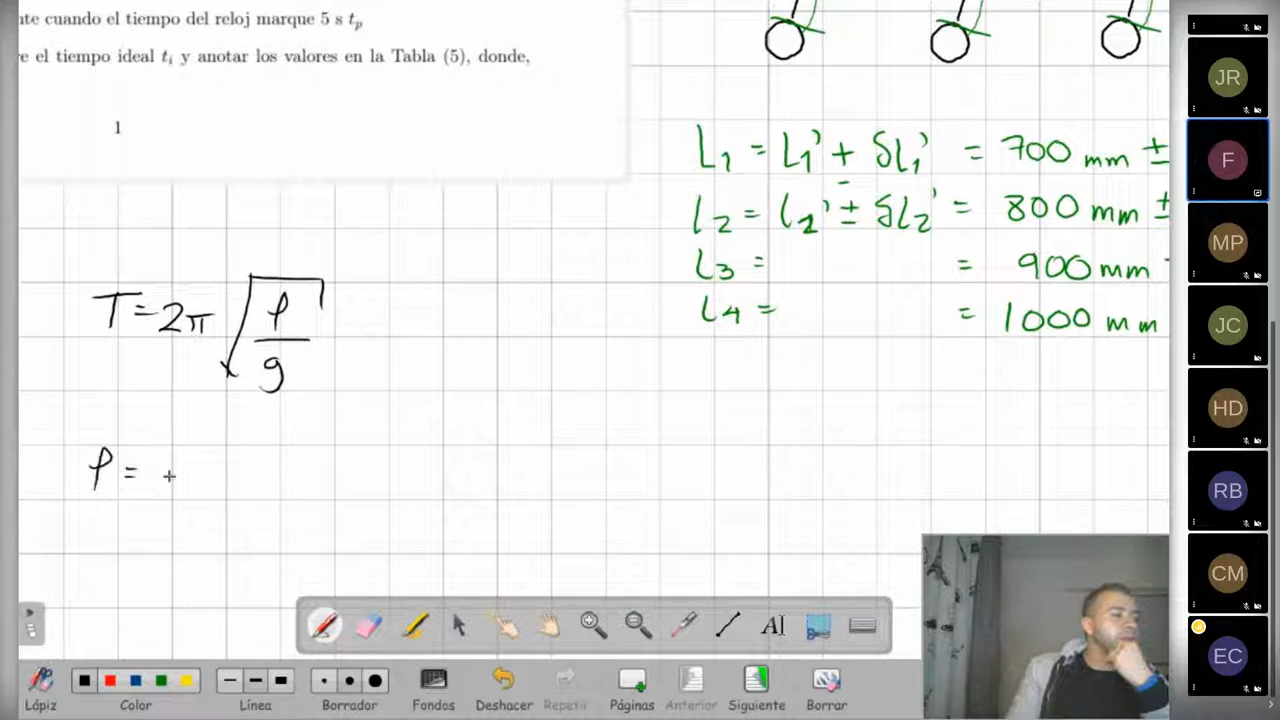 nte cuando el tiempo del reloj marque 5 s t_p
e el tiempo ideal t_i y anotar los valores en la Tabla (5), donde,
1
L1 = L1' + δL1' = 700 mm ±
L2 = L2' ± δL2' = 800 mm ±
L3 = = 900 mm
L4 = = 1000 mm
T = 2π √(l/g)
l =
JR
F
MP
JC
HD
RB
CM
EC
Lápiz
Color
Línea
Borrador
Fondos
Deshacer
Repetir
Páginas
Anterior
Siguiente
Borrar